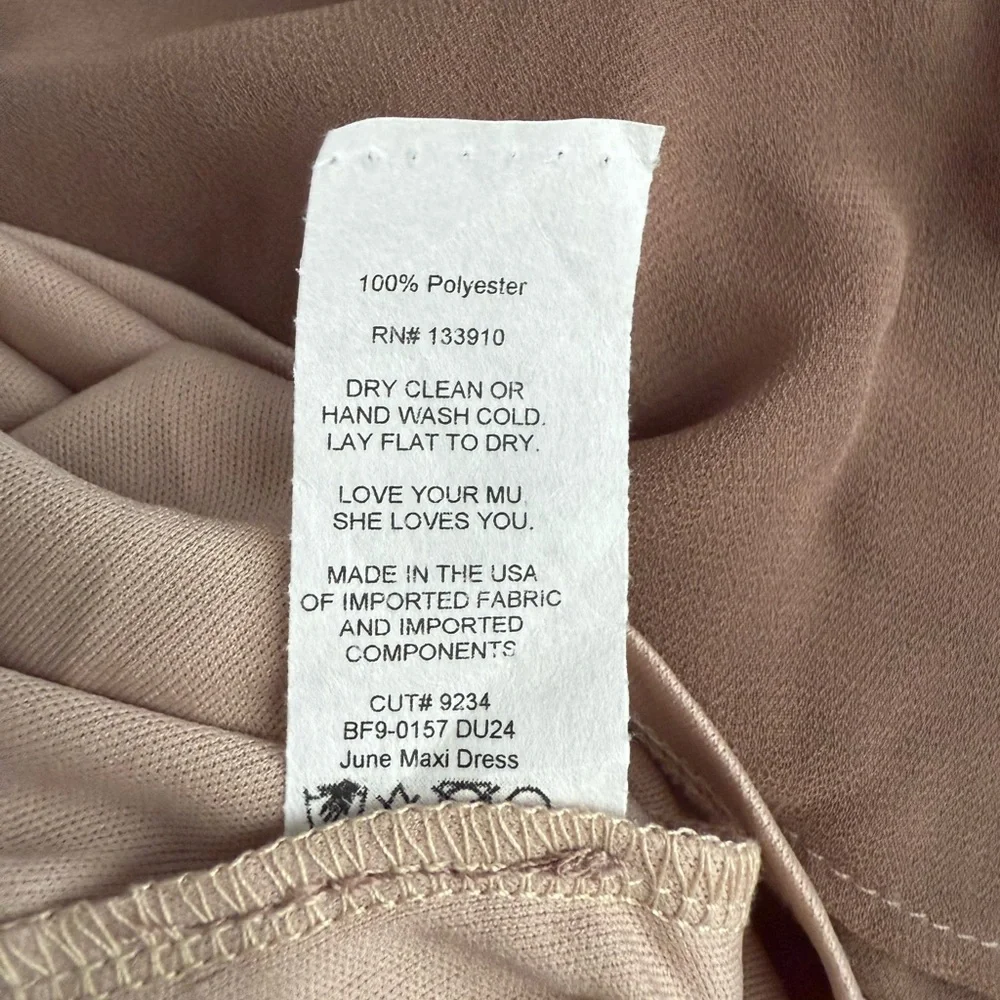 100% Polyester
RN# 133910
DRY CLEAN OR
HAND WASH COLD.
LAY FLAT TO DRY.
LOVE YOUR MU.
SHE LOVES YOU.
MADE IN THE USA
OF IMPORTED FABRIC
AND IMPORTED
COMPONENTS
CUT# 9234
BF9-0157 DU24
June Maxi Dress